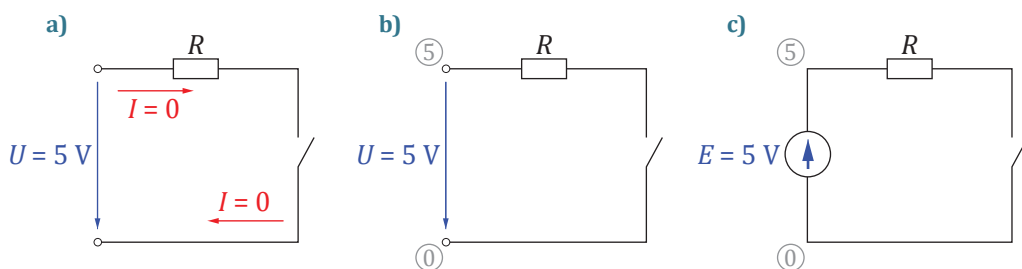 a)
R
I = 0
U = 5 V
I = 0
b)
5
R
U = 5 V
0
c)
5
R
E = 5 V
0